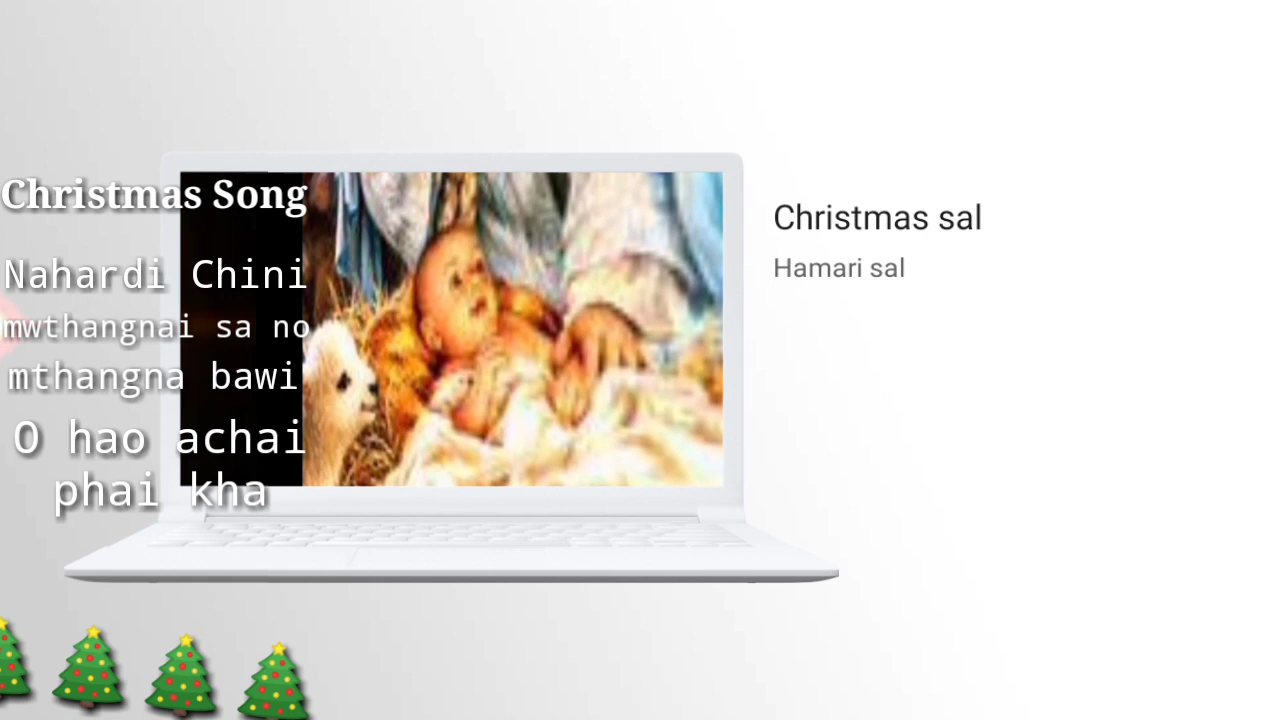 Christmas Song
Nahardi Chini
mwthangnai sa no
mthangna bawi
O hao achai
phai kha
Christmas sal
Hamari sal